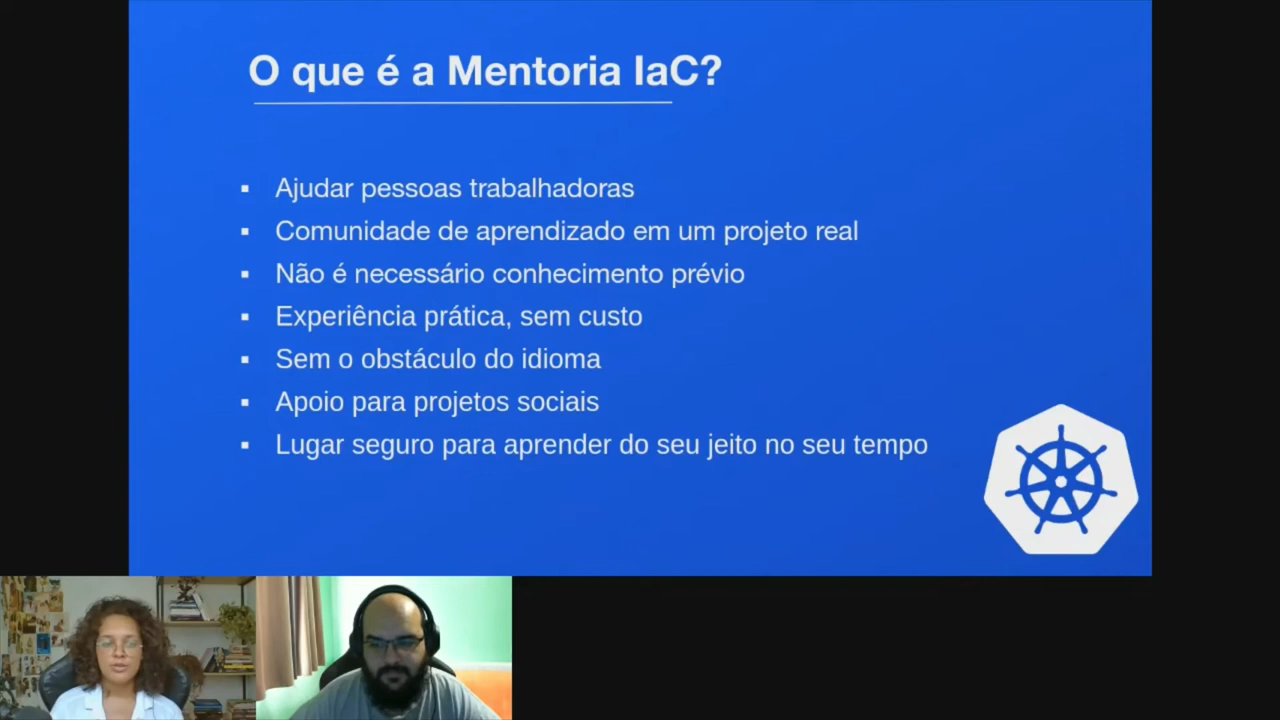 O que é a Mentoria IaC?
Ajudar pessoas trabalhadoras
Comunidade de aprendizado em um projeto real
Não é necessário conhecimento prévio
Experiência prática, sem custo
Sem o obstáculo do idioma
Apoio para projetos sociais
Lugar seguro para aprender do seu jeito no seu tempo